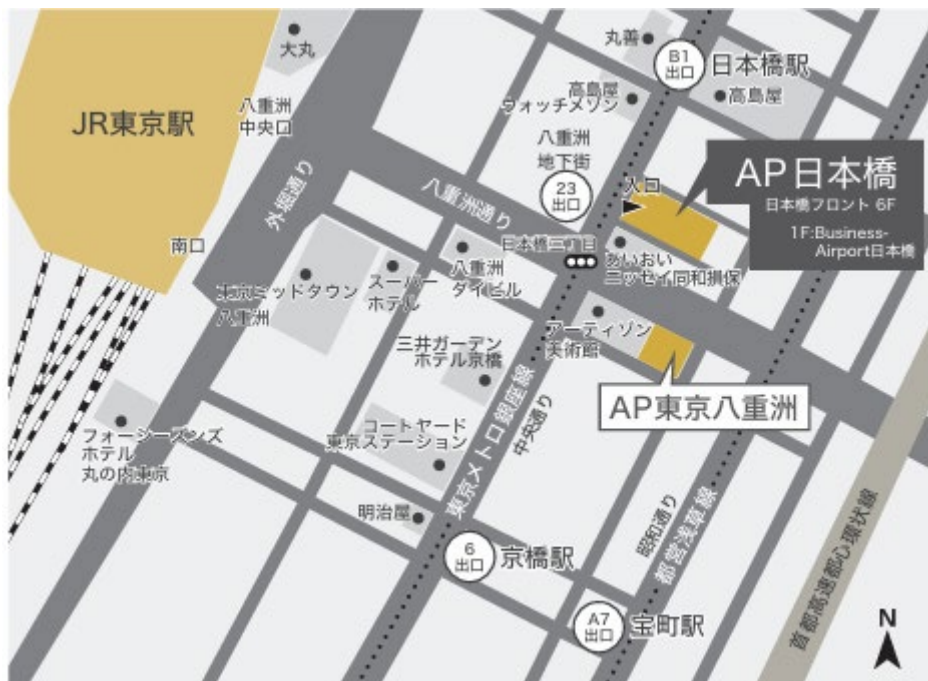 大丸
丸善
B1
出口
日本橋駅
JR東京駅
八重洲
中央口
高島屋
ウォッチメゾン
高島屋
八重洲
地下街
23
出口
入口
AP日本橋
日本橋フロント 6F
1F:Business-
Airport日本橋
外堀通り
八重洲通り
南口
日本橋三丁目
あいおい
ニッセイ同和損保
東京ミッドタウン
八重洲
スーパー
ホテル
八重洲
ダイビル
アーティゾン
美術館
三井ガーデン
ホテル京橋
AP東京八重洲
東京メトロ銀座線
中央通り
コートヤード
東京ステーション
フォーシーズンズ
ホテル
丸の内東京
明治屋
6
出口
京橋駅
昭和通り
都営浅草線
首都高速都心環状線
A7
出口
宝町駅
N